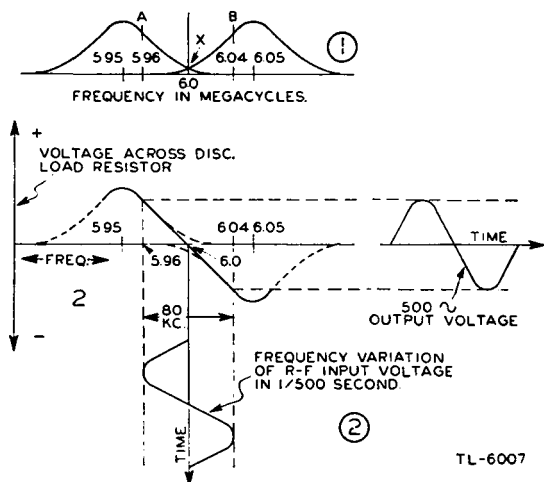 A B
X
5.95 5.96 6.04 6.05
6.0
①
FREQUENCY IN MEGACYCLES.
+
VOLTAGE ACROSS DISC.
LOAD RESISTOR
5.95 6.04 6.05
TIME
FREQ.
5.96 6.0
2
80
KC.
500 ~
OUTPUT VOLTAGE
-
FREQUENCY VARIATION
OF R-F INPUT VOLTAGE
IN 1/500 SECOND.
②
TIME
TL-6007